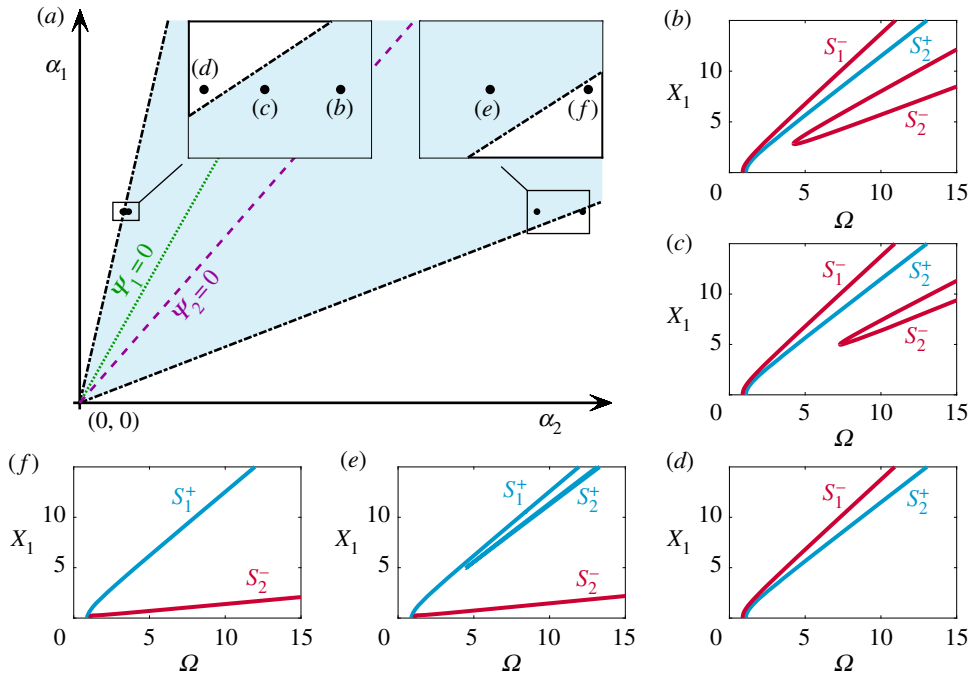 (a)
α₁
(d)
(c)
(b)
(e)
(f)
Ψ₁ = 0
Ψ₂ = 0
(0, 0)
α₂
(b)
S₁⁻
S₂⁺
10
X₁
5
S₂⁻
0
5
10
15
Ω
(c)
S₁⁻
S₂⁺
10
X₁
5
S₂⁻
0
5
10
15
Ω
(f)
S₁⁺
10
X₁
5
S₂⁻
0
5
10
15
Ω
(e)
S₁⁺
S₂⁺
10
X₁
5
S₂⁻
0
5
10
15
Ω
(d)
S₁⁻
S₂⁺
10
X₁
5
0
5
10
15
Ω